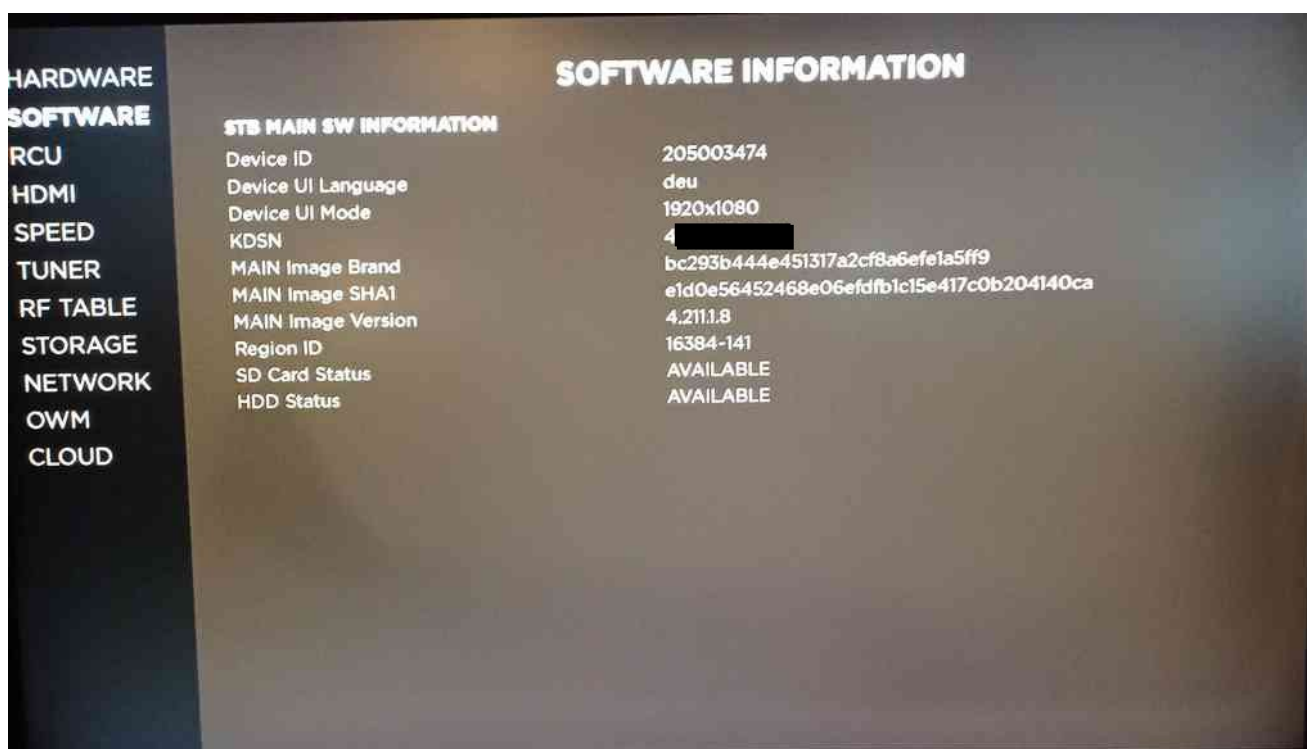 HARDWARE
SOFTWARE
RCU
HDMI
SPEED
TUNER
RF TABLE
STORAGE
NETWORK
OWM
CLOUD
SOFTWARE INFORMATION
STB MAIN SW INFORMATION
Device ID 205003474
Device UI Language deu
Device UI Mode 1920x1080
KDSN 4
MAIN Image Brand bc293b444e451317a2cf8a6efe1a5ff9
MAIN Image SHA1 e1d0e56452468e06efdfb1c15e417c0b204140ca
MAIN Image Version 4.211.1.8
Region ID 16384-141
SD Card Status AVAILABLE
HDD Status AVAILABLE